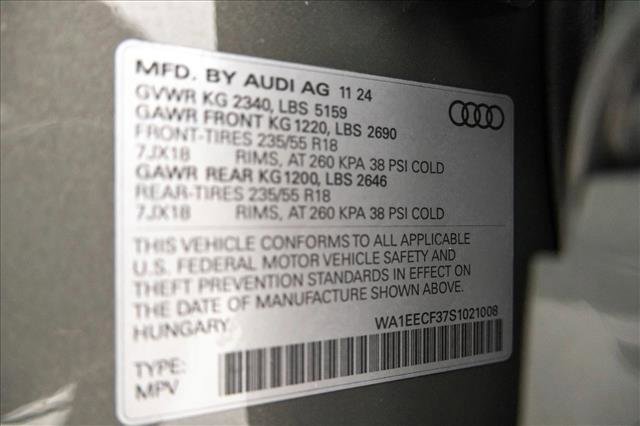 MFD. BY AUDI AG 11 24
GVWR KG 2340, LBS 5159
GAWR FRONT KG 1220, LBS 2690
FRONT-TIRES 235/55 R18
7JX18 RIMS, AT 260 KPA 38 PSI COLD
GAWR REAR KG 1200, LBS 2646
REAR-TIRES 235/55 R18
7JX18 RIMS, AT 260 KPA 38 PSI COLD
THIS VEHICLE CONFORMS TO ALL APPLICABLE
U.S. FEDERAL MOTOR VEHICLE SAFETY AND
THEFT PREVENTION STANDARDS IN EFFECT ON
THE DATE OF MANUFACTURE SHOWN ABOVE.
HUNGARY.
WA1EECF37S1021008
TYPE:
MPV